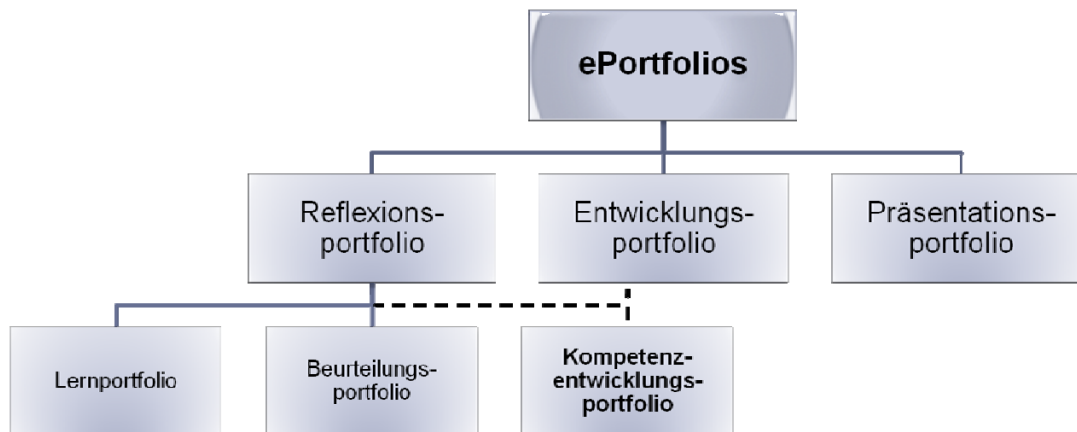 ePortfolios
Reflexions-
portfolio
Entwicklungs-
portfolio
Präsentations-
portfolio
Lernportfolio
Beurteilungs-
portfolio
Kompetenz-
entwicklungs-
portfolio